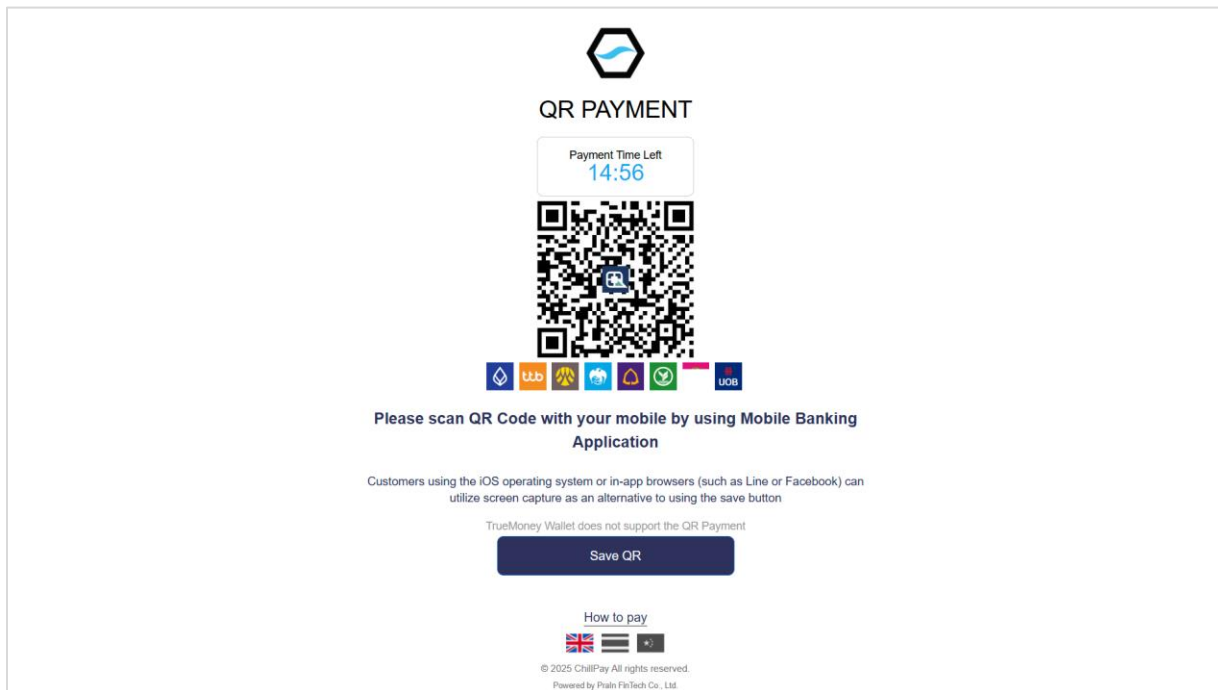 QR PAYMENT
Payment Time Left
14:56
ttb
UOB
Please scan QR Code with your mobile by using Mobile Banking
Application
Customers using the iOS operating system or in-app browsers (such as Line or Facebook) can
utilize screen capture as an alternative to using the save button
TrueMoney Wallet does not support the QR Payment
Save QR
How to pay
© 2025 ChillPay All rights reserved.
Powered by Praln FinTech Co., Ltd.